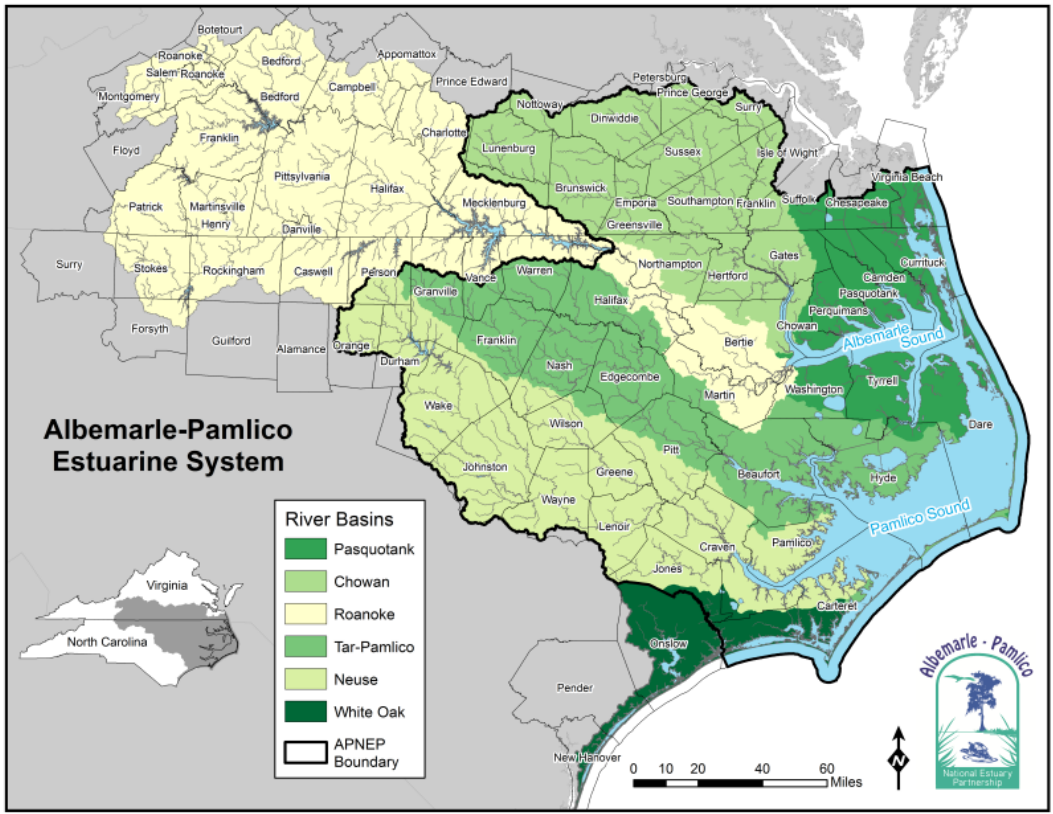 Botetourt
Roanoke
Bedford
Appomattox
Salem
Roanoke
Campbell
Prince Edward
Petersburg
Prince George
Montgomery
Bedford
Nottoway
Surry
Dinwiddie
Charlotte
Franklin
Floyd
Lunenburg
Sussex
Isle of Wight
Pittsylvania
Halifax
Virginia Beach
Brunswick
Patrick
Martinsville
Mecklenburg
Emporia
Southampton
Franklin
Suffolk
Chesapeake
Henry
Danville
Greensville
Surry
Stokes
Rockingham
Caswell
Person
Vance
Warren
Northampton
Hertford
Gates
Currituck
Camden
Granville
Halifax
Pasquotank
Perquimans
Forsyth
Guilford
Alamance
Orange
Durham
Franklin
Bertie
Chowan
Albemarle
Sound
Nash
Edgecombe
Martin
Washington
Tyrrell
Wake
Wilson
Dare
Pitt
Johnston
Greene
Beaufort
Hyde
Wayne
Lenoir
Pamlico Sound
Craven
Pamlico
Jones
Carteret
Onslow
Pender
New Hanover
Albemarle-Pamlico
Estuarine System
River Basins
Pasquotank
Chowan
Roanoke
Tar-Pamlico
Neuse
White Oak
APNEP
Boundary
Virginia
North Carolina
0 10 20 40 60
Miles
N
Albemarle - Pamlico
National Estuary
Partnership